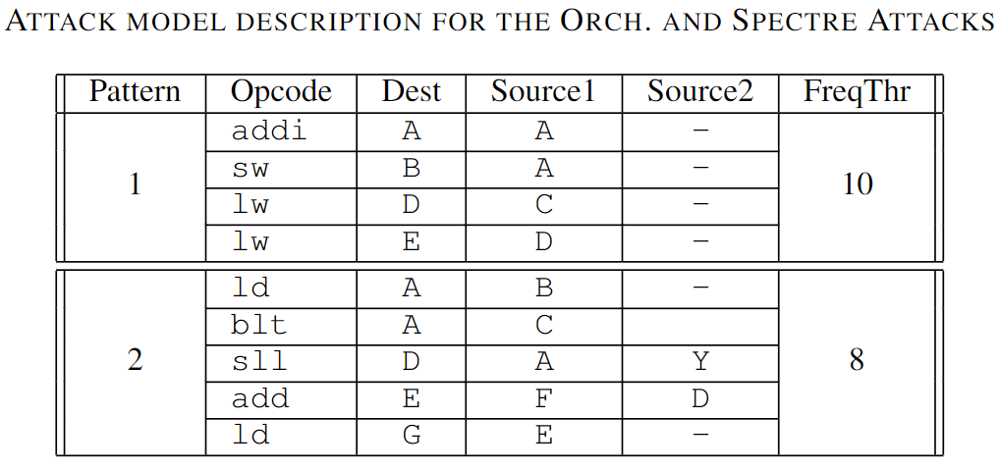 ATTACK MODEL DESCRIPTION FOR THE ORCH. AND SPECTRE ATTACKS
Pattern Opcode Dest Source1 Source2 FreqThr
1 addi A A – 10
sw B A –
lw D C –
lw E D –
2 ld A B – 8
blt A C
sll D A Y
add E F D
ld G E –